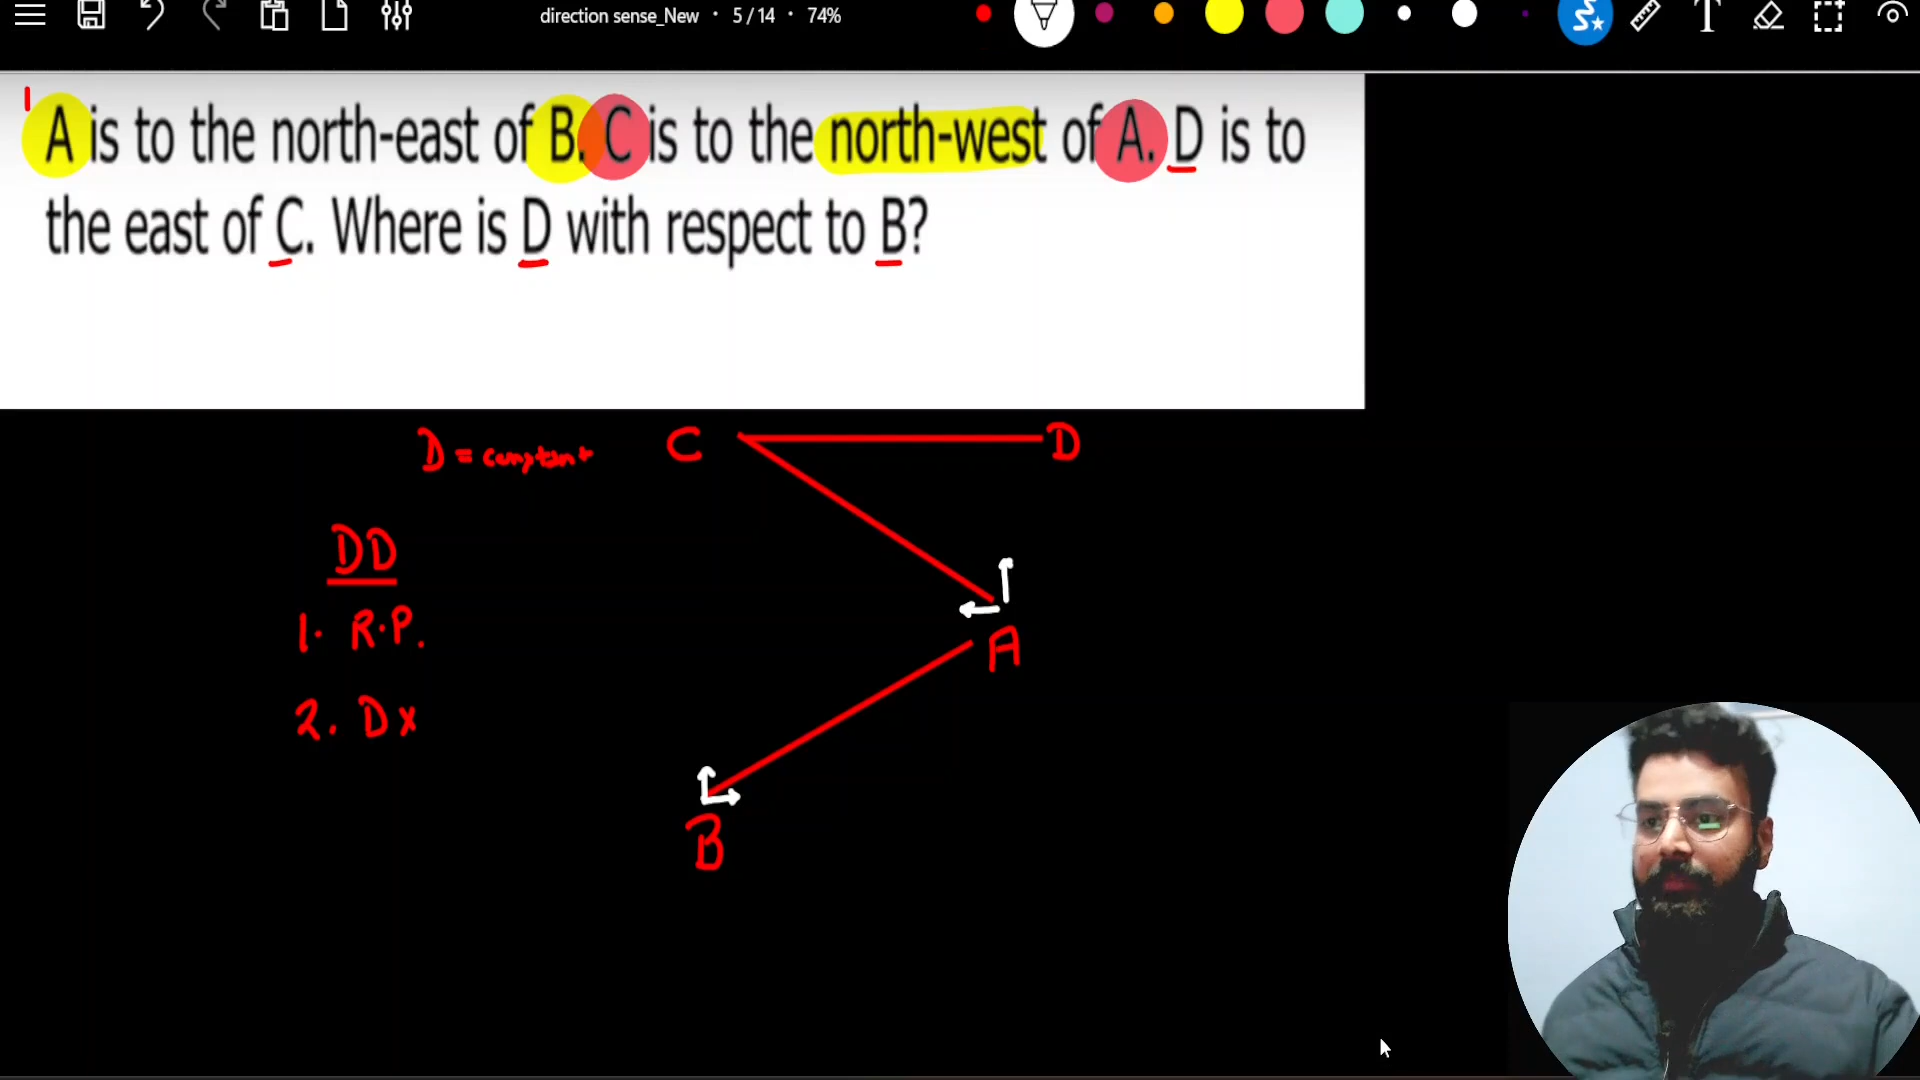 direction sense_New • 5 / 14 • 74%
T
A is to the north-east of B. C is to the north-west of A. D is to
the east of C. Where is D with respect to B?
D = constant
C
D
DD
1. R.P.
A
2. D x
B